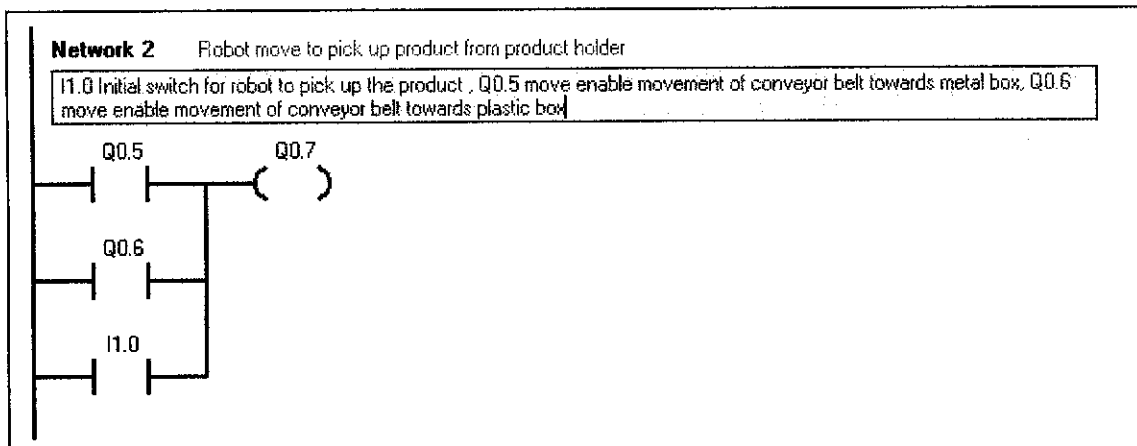 Network 2 Robot move to pick up product from product holder
I1.0 Initial switch for robot to pick up the product , Q0.5 move enable movement of conveyor belt towards metal box, Q0.6
move enable movement of conveyor belt towards plastic box
Q0.5 Q0.7
Q0.6
I1.0